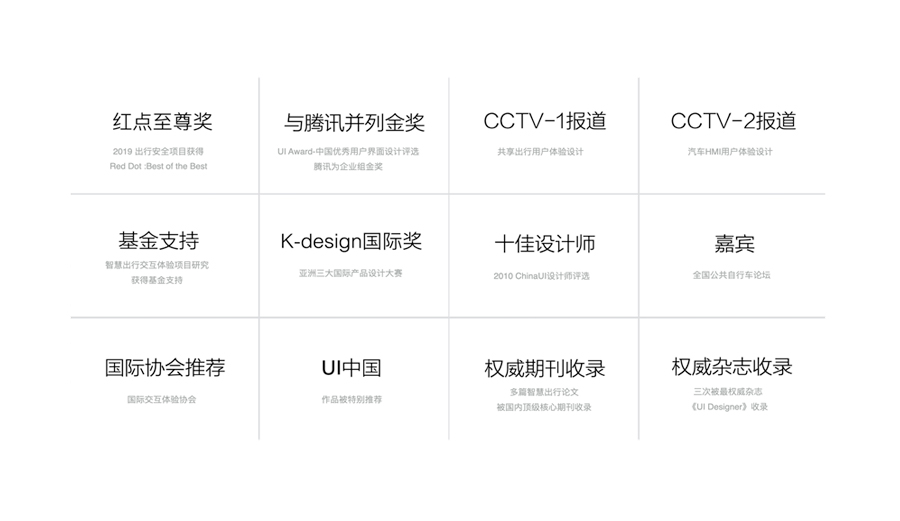 红点至尊奖
2019 出行安全项目获得
Red Dot :Best of the Best
与腾讯并列金奖
UI Award-中国优秀用户界面设计评选
腾讯为企业组金奖
CCTV-1报道
共享出行用户体验设计
CCTV-2报道
汽车HMI用户体验设计
基金支持
智慧出行交互体验项目研究
获得基金支持
K-design国际奖
亚洲三大国际产品设计大赛
十佳设计师
2010 ChinaUI设计师评选
嘉宾
全国公共自行车论坛
国际协会推荐
国际交互体验协会
UI中国
作品被特别推荐
权威期刊收录
多篇智慧出行论文
被国内顶级核心期刊收录
权威杂志收录
三次被最权威杂志
《UI Designer》收录